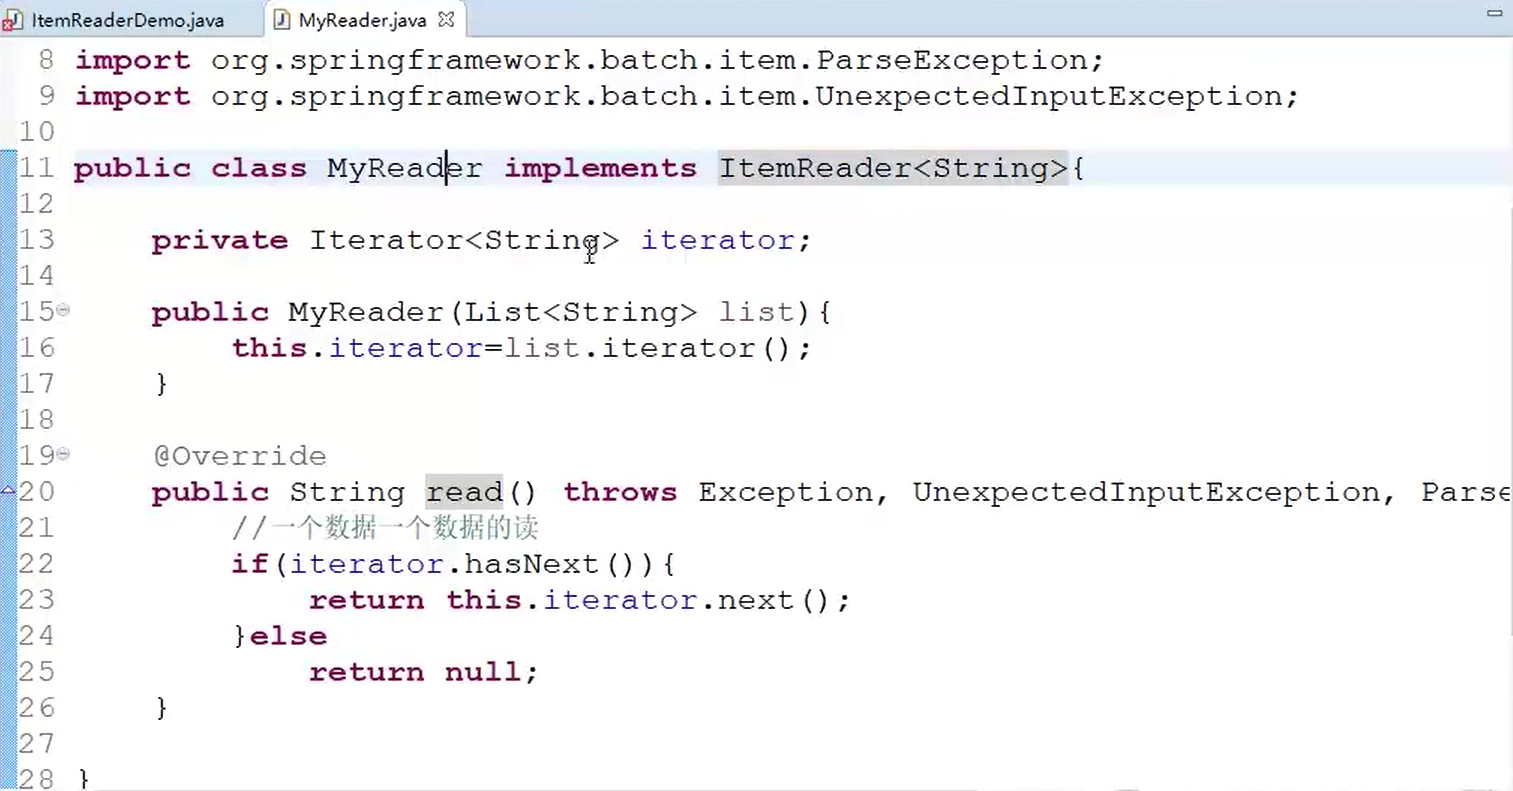 ItemReaderDemo.java MyReader.java
8 import org.springframework.batch.item.ParseException;
9 import org.springframework.batch.item.UnexpectedInputException;
10
11 public class MyReader implements ItemReader<String>{
12
13 private Iterator<String> iterator;
14
15 public MyReader(List<String> list){
16 this.iterator=list.iterator();
17 }
18
19 @Override
20 public String read() throws Exception, UnexpectedInputException, Parse
21 //一个数据一个数据的读
22 if(iterator.hasNext()){
23 return this.iterator.next();
24 }else
25 return null;
26 }
27
28 }